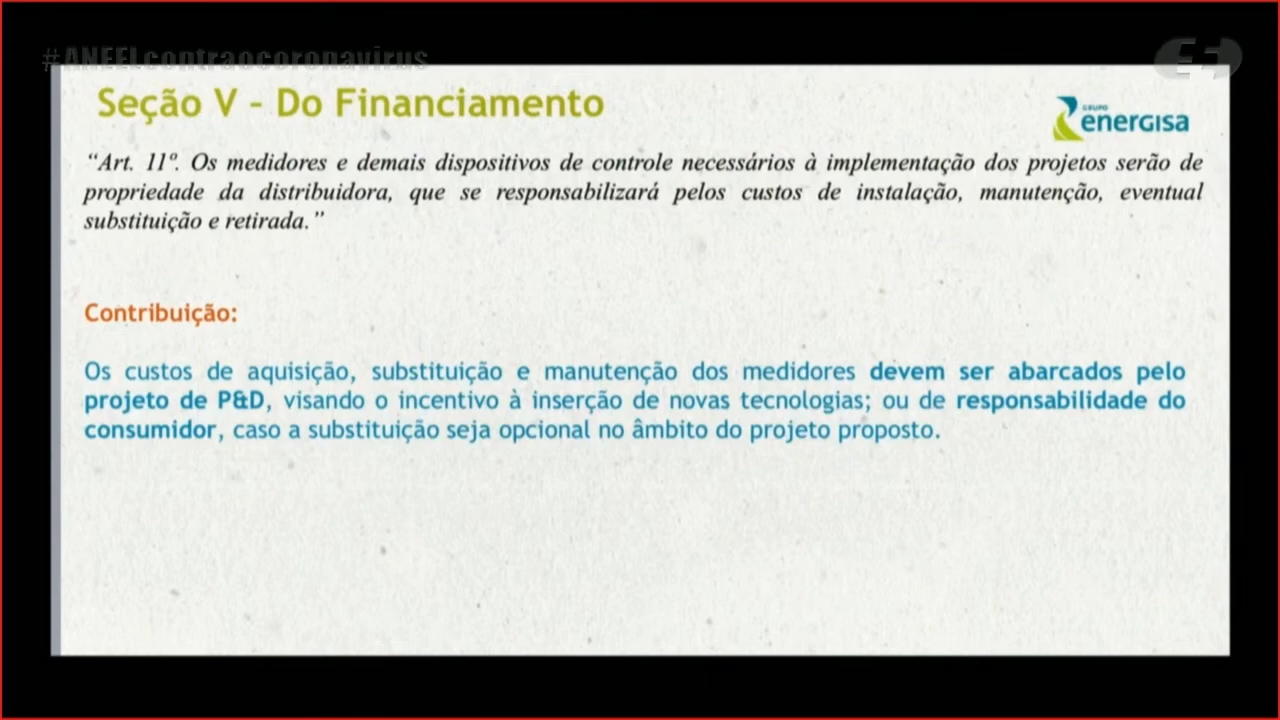 #ANEELcontraocoronavirus
Seção V - Do Financiamento
GRUPO
energisa
“Art. 11º. Os medidores e demais dispositivos de controle necessários à implementação dos projetos serão de
propriedade da distribuidora, que se responsabilizará pelos custos de instalação, manutenção, eventual
substituição e retirada.”
Contribuição:
Os custos de aquisição, substituição e manutenção dos medidores devem ser abarcados pelo
projeto de P&D, visando o incentivo à inserção de novas tecnologias; ou de responsabilidade do
consumidor, caso a substituição seja opcional no âmbito do projeto proposto.